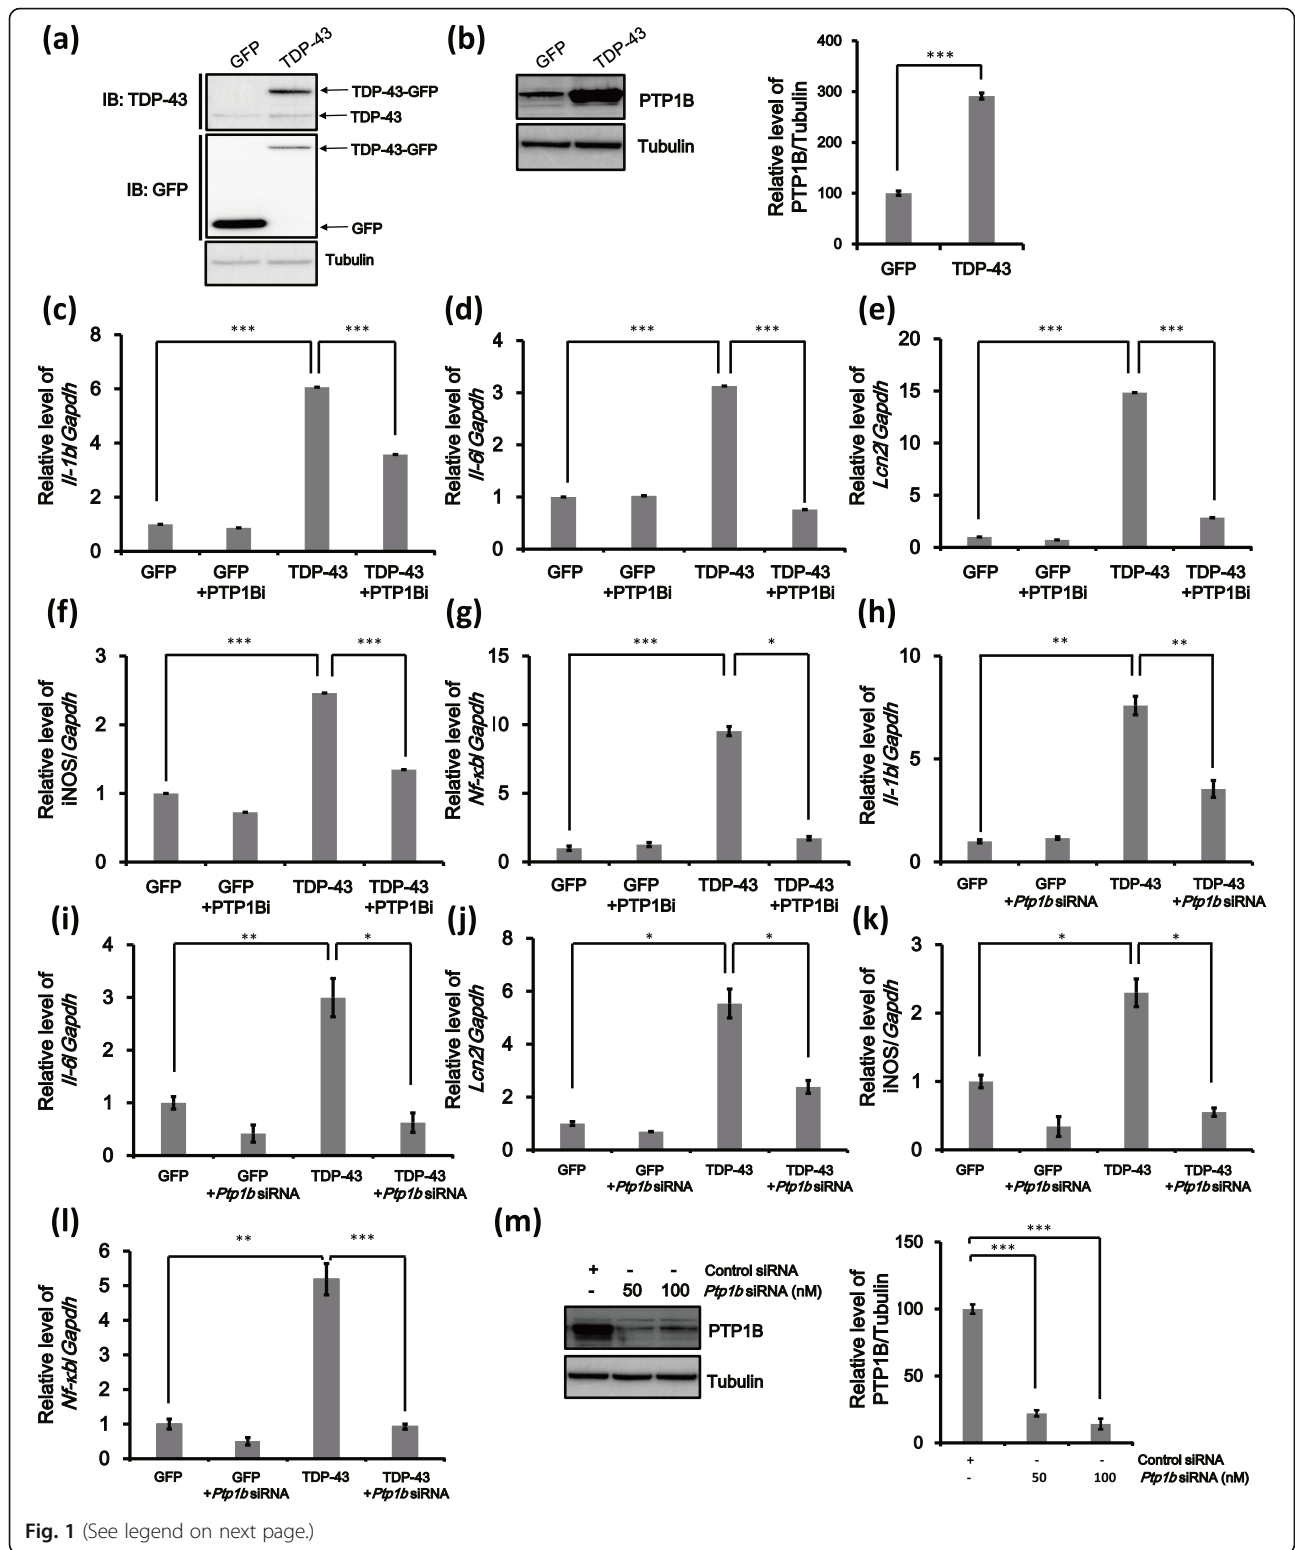 (a)
GFP
TDP-43
IB: TDP-43
TDP-43-GFP
TDP-43
TDP-43-GFP
IB: GFP
GFP
Tubulin
(b)
GFP
TDP-43
PTP1B
Tubulin
Relative level of
PTP1B/Tubulin
400
300
200
100
0
***
GFP
TDP-43
(c)
Relative level of
Il-1b/Gapdh
8
6
4
2
0
***
***
GFP
GFP
+PTP1Bi
TDP-43
TDP-43
+PTP1Bi
(d)
Relative level of
Il-6/Gapdh
4
3
2
1
0
***
***
GFP
GFP
+PTP1Bi
TDP-43
TDP-43
+PTP1Bi
(e)
Relative level of
Lcn2/Gapdh
20
15
10
5
0
***
***
GFP
GFP
+PTP1Bi
TDP-43
TDP-43
+PTP1Bi
(f)
Relative level of
iNOS/Gapdh
3
2
1
0
***
***
GFP
GFP
+PTP1Bi
TDP-43
TDP-43
+PTP1Bi
(g)
Relative level of
Nf-κb/Gapdh
15
10
5
0
***
*
GFP
GFP
+PTP1Bi
TDP-43
TDP-43
+PTP1Bi
(h)
Relative level of
Il-1b/Gapdh
10
5
0
**
**
GFP
GFP
+Ptp1b siRNA
TDP-43
TDP-43
+Ptp1b siRNA
(i)
Relative level of
Il-6/Gapdh
4
3
2
1
0
**
*
GFP
GFP
+Ptp1b siRNA
TDP-43
TDP-43
+Ptp1b siRNA
(j)
Relative level of
Lcn2/Gapdh
8
6
4
2
0
*
*
GFP
GFP
+Ptp1b siRNA
TDP-43
TDP-43
+Ptp1b siRNA
(k)
Relative level of
iNOS/Gapdh
3
2
1
0
*
*
GFP
GFP
+Ptp1b siRNA
TDP-43
TDP-43
+Ptp1b siRNA
(l)
Relative level of
Nf-κb/Gapdh
6
5
4
3
2
1
0
**
***
GFP
GFP
+Ptp1b siRNA
TDP-43
TDP-43
+Ptp1b siRNA
(m)
+ - - Control siRNA
- 50 100 Ptp1b siRNA (nM)
PTP1B
Tubulin
Relative level of
PTP1B/Tubulin
150
100
50
0
***
***
+ - - Control siRNA
- 50 100 Ptp1b siRNA (nM)
Fig. 1 (See legend on next page.)